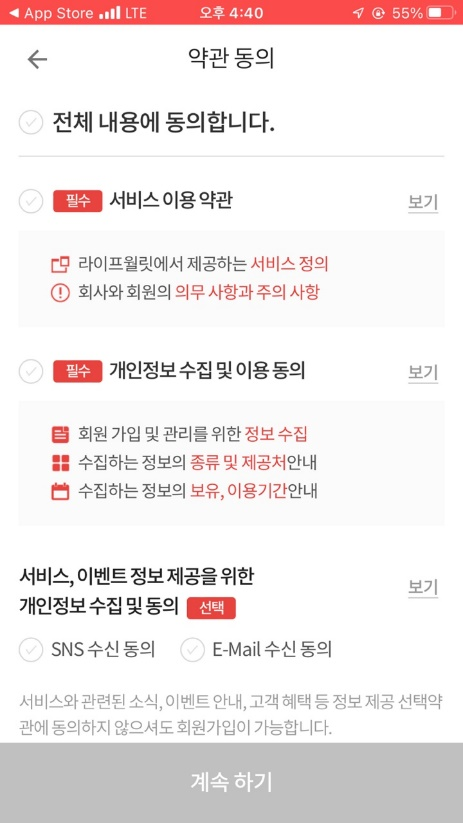 App Store LTE 오후 4:40 55%
약관 동의
전체 내용에 동의합니다.
필수 서비스 이용 약관 보기
라이프월릿에서 제공하는 서비스 정의
회사와 회원의 의무 사항과 주의 사항
필수 개인정보 수집 및 이용 동의 보기
회원 가입 및 관리를 위한 정보 수집
수집하는 정보의 종류 및 제공처안내
수집하는 정보의 보유, 이용기간안내
서비스, 이벤트 정보 제공을 위한
개인정보 수집 및 동의 선택 보기
SNS 수신 동의 E-Mail 수신 동의
서비스와 관련된 소식, 이벤트 안내, 고객 혜택 등 정보 제공 선택약
관에 동의하지 않으셔도 회원가입이 가능합니다.
계속 하기